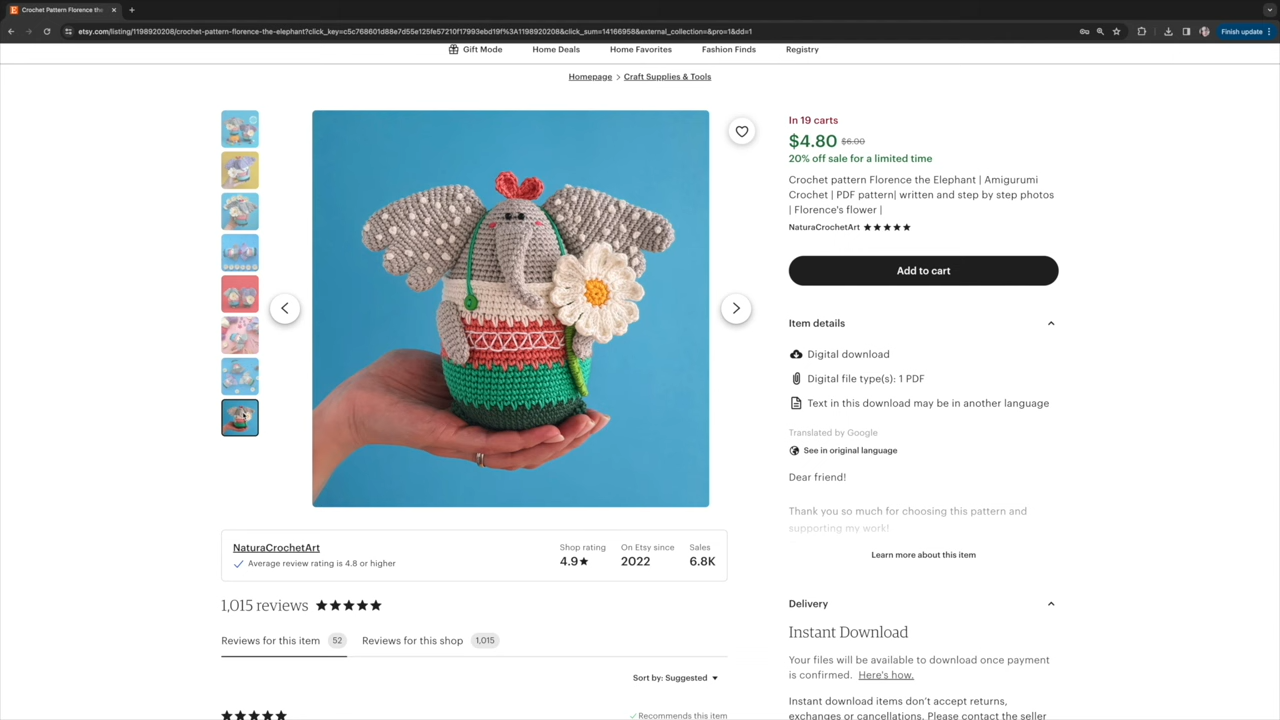 Crochet Pattern Florence the
etsy.com/listing/1198920208/crochet-pattern-florence-the-elephant?click_key=c5c768601d88e7d55e125fe57210f17993ebd19f%3A1198920208&click_sum=14166958&external_collection=&pro=1&dd=1
Finish update
Gift Mode
Home Deals
Home Favorites
Fashion Finds
Registry
Homepage > Craft Supplies & Tools
In 19 carts
$4.80 $6.00
20% off sale for a limited time
Crochet pattern Florence the Elephant | Amigurumi
Crochet | PDF pattern| written and step by step photos
| Florence's flower |
NaturaCrochetArt ★★★★★
Add to cart
Item details
Digital download
Digital file type(s): 1 PDF
Text in this download may be in another language
Translated by Google
See in original language
Dear friend!
Thank you so much for choosing this pattern and
supporting my work!
Learn more about this item
NaturaCrochetArt
Average review rating is 4.8 or higher
Shop rating
4.9★
On Etsy since
2022
Sales
6.8K
1,015 reviews ★★★★★
Reviews for this item 52
Reviews for this shop 1,015
Sort by: Suggested
★★★★★
Recommends this item
Delivery
Instant Download
Your files will be available to download once payment
is confirmed. Here's how.
Instant download items don't accept returns,
exchanges or cancellations. Please contact the seller